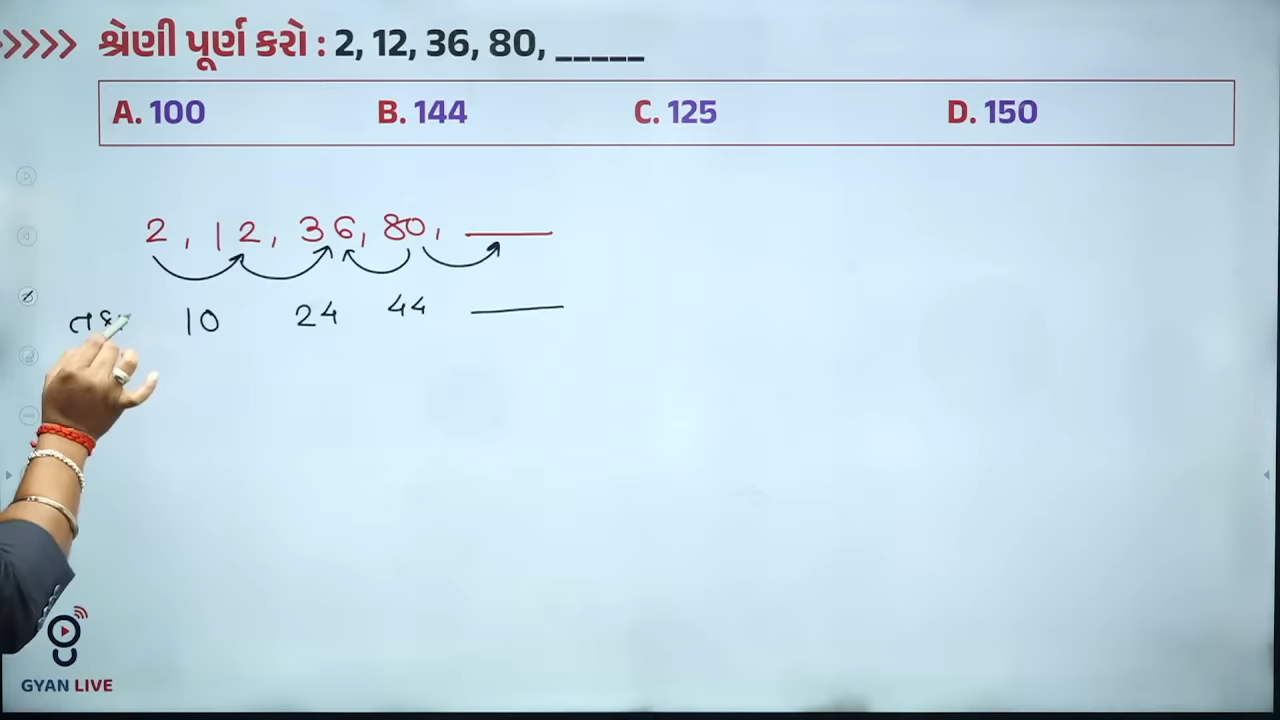 >>>>> શ્રેણી પૂર્ણ કરો : 2, 12, 36, 80, _____
A. 100 B. 144 C. 125 D. 150
2, 12, 36, 80, ____
10 24 44 ____
GYAN LIVE